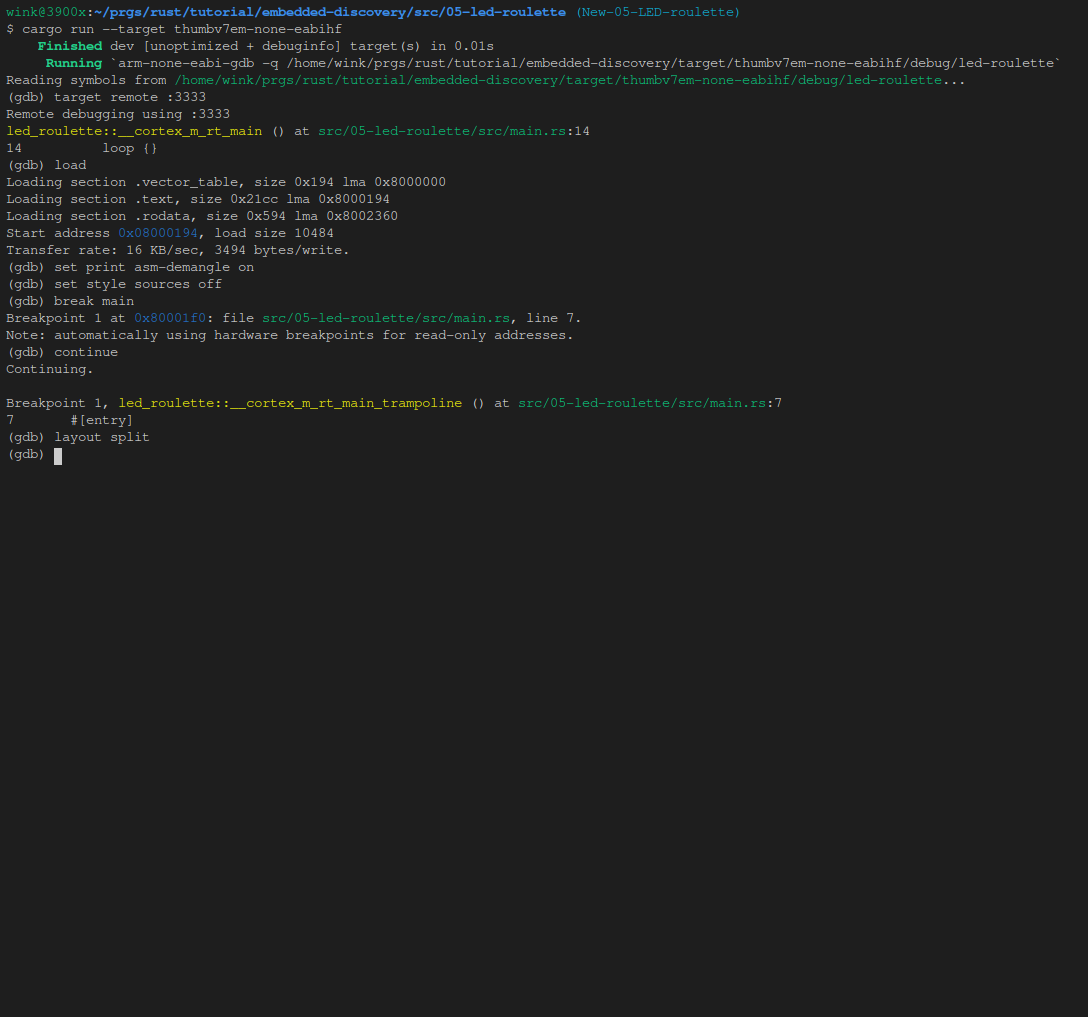 wink@3900x:~/prgs/rust/tutorial/embedded-discovery/src/05-led-roulette (New-05-LED-roulette)
$ cargo run --target thumbv7em-none-eabihf
    Finished dev [unoptimized + debuginfo] target(s) in 0.01s
     Running `arm-none-eabi-gdb -q /home/wink/prgs/rust/tutorial/embedded-discovery/target/thumbv7em-none-eabihf/debug/led-roulette`
Reading symbols from /home/wink/prgs/rust/tutorial/embedded-discovery/target/thumbv7em-none-eabihf/debug/led-roulette...
(gdb) target remote :3333
Remote debugging using :3333
led_roulette::__cortex_m_rt_main () at src/05-led-roulette/src/main.rs:14
14          loop {}
(gdb) load
Loading section .vector_table, size 0x194 lma 0x8000000
Loading section .text, size 0x21cc lma 0x8000194
Loading section .rodata, size 0x594 lma 0x8002360
Start address 0x08000194, load size 10484
Transfer rate: 16 KB/sec, 3494 bytes/write.
(gdb) set print asm-demangle on
(gdb) set style sources off
(gdb) break main
Breakpoint 1 at 0x80001f0: file src/05-led-roulette/src/main.rs, line 7.
Note: automatically using hardware breakpoints for read-only addresses.
(gdb) continue
Continuing.

Breakpoint 1, led_roulette::__cortex_m_rt_main_trampoline () at src/05-led-roulette/src/main.rs:7
7       #[entry]
(gdb) layout split
(gdb)